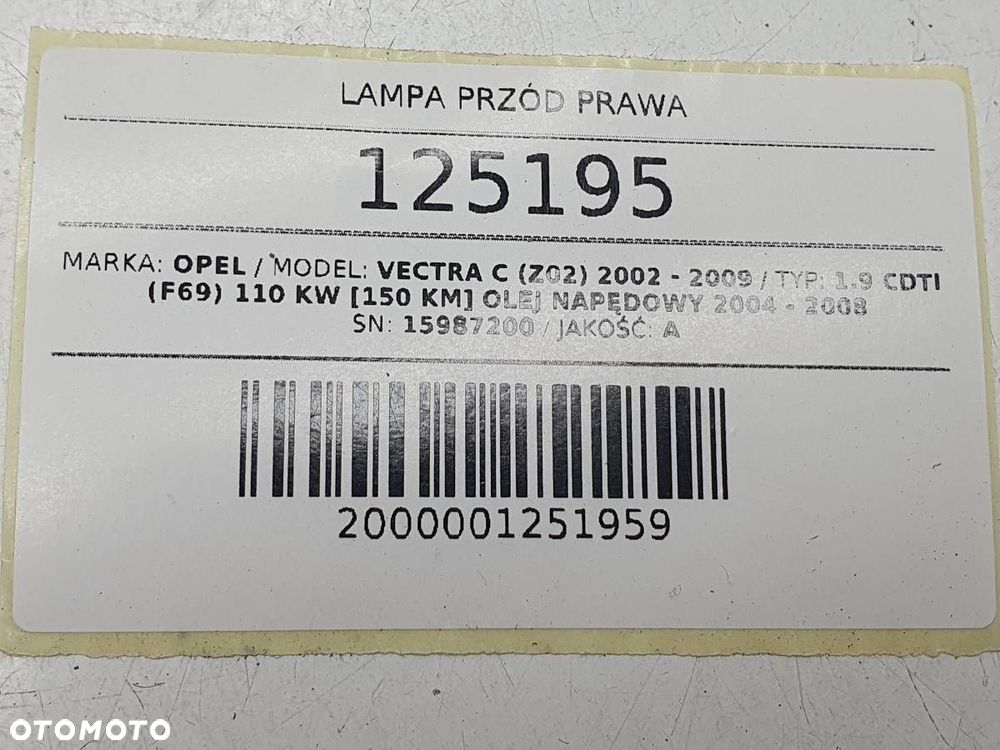 LAMPA PRZÓD PRAWA
125195
MARKA: OPEL / MODEL: VECTRA C (Z02) 2002 - 2009 / TYP: 1.9 CDTI
(F69) 110 KW [150 KM] OLEJ NAPĘDOWY 2004 - 2008
SN: 15987200 / JAKOŚĆ: A
2000001251959
OTOMOTO